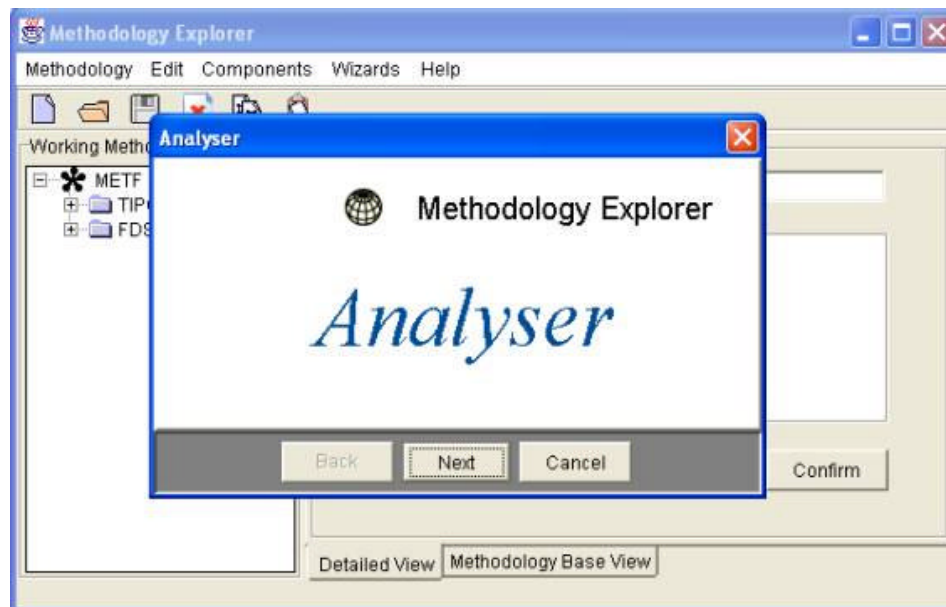 Methodology Explorer
Methodology Edit Components Wizards Help
Working Meth
Analyser
METF
TIP
FDS
Methodology Explorer
Analyser
Back Next Cancel
Confirm
Detailed View Methodology Base View